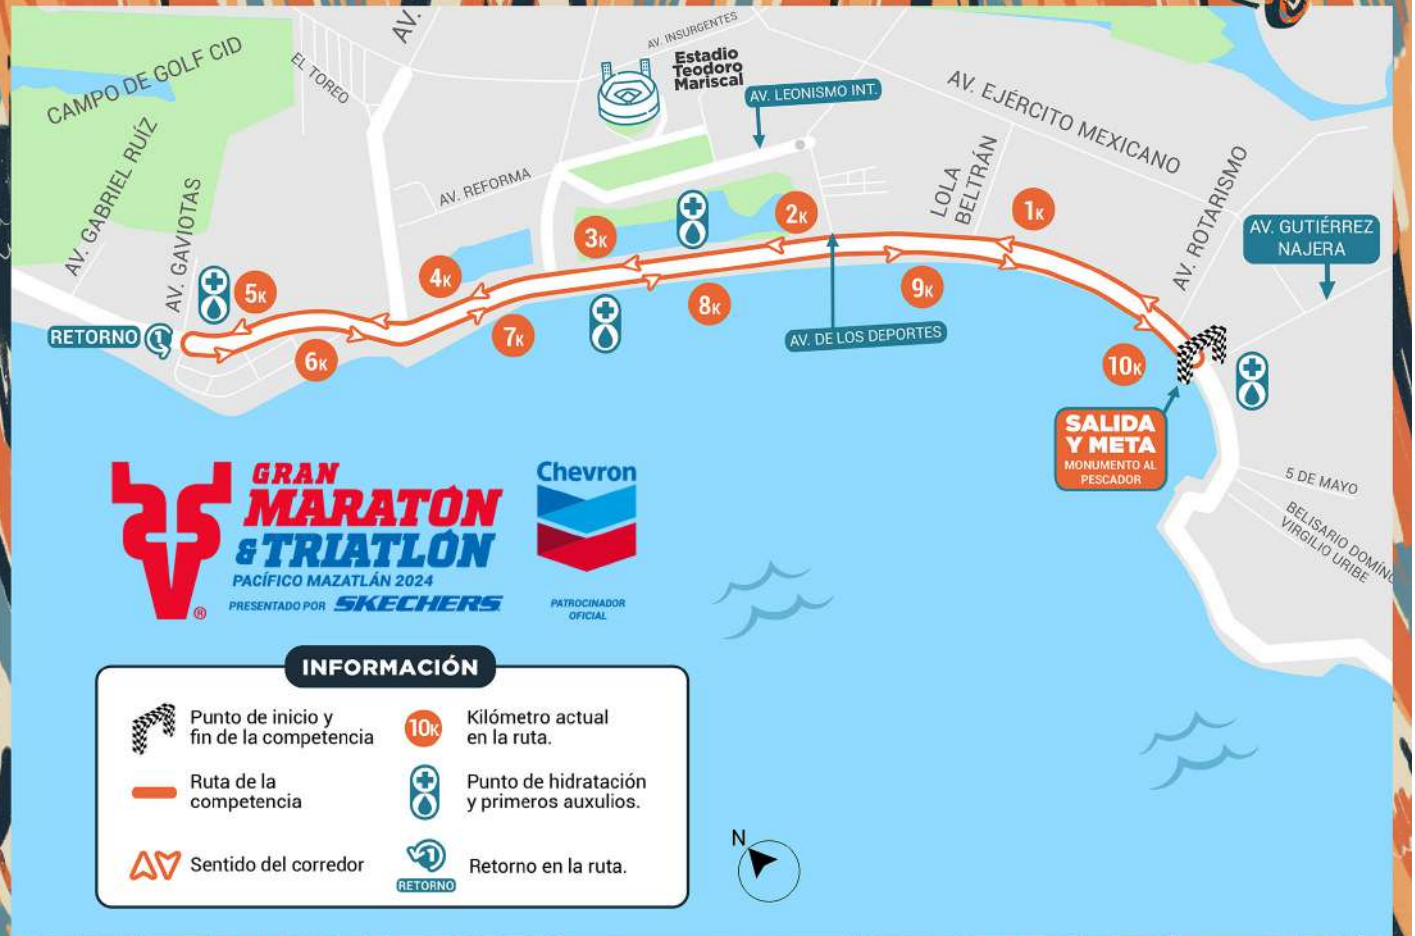 CAMPO DE GOLF CID
EL TOREO
AV.
AV. INSURGENTES
Estadio
Teodoro
Mariscal
AV. LEONISMO INT.
AV. EJÉRCITO MEXICANO
AV. GABRIEL RUÍZ
AV. GAVIOTAS
AV. REFORMA
LOLA
BELTRÁN
AV. ROTARISMO
AV. GUTIÉRREZ
NAJERA
1K
2K
3K
4K
5K
RETORNO
1
6K
7K
8K
9K
10K
AV. DE LOS DEPORTES
SALIDA
Y META
MONUMENTO AL
PESCADOR
5 DE MAYO
BELISARIO DOMÍN
VIRGILIO URIBE
GRAN
MARATÓN
& TRIATLÓN
PACÍFICO MAZATLÁN 2024
PRESENTADO POR SKECHERS
®
Chevron
PATROCINADOR
OFICIAL
INFORMACIÓN
Punto de inicio y
fin de la competencia
Ruta de la
competencia
Sentido del corredor
10K
Kilómetro actual
en la ruta.
Punto de hidratación
y primeros auxulios.
1
RETORNO
Retorno en la ruta.
N